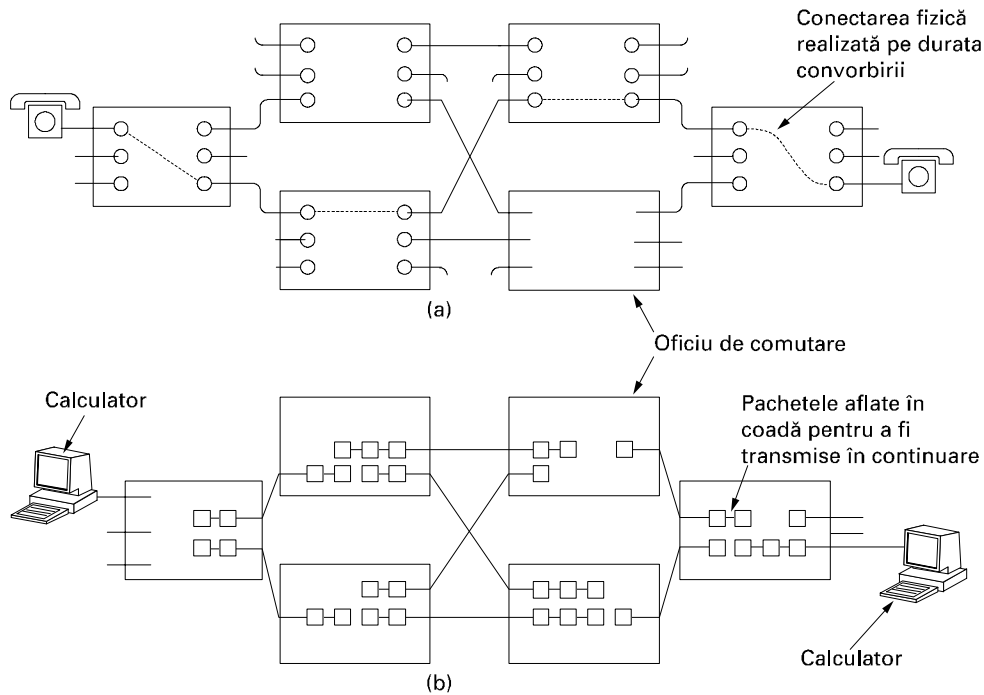 Conectarea fizică
realizată pe durata
convorbirii
(a)
Oficiu de comutare
Calculator
Pachetele aflate în
coadă pentru a fi
transmise în continuare
Calculator
(b)